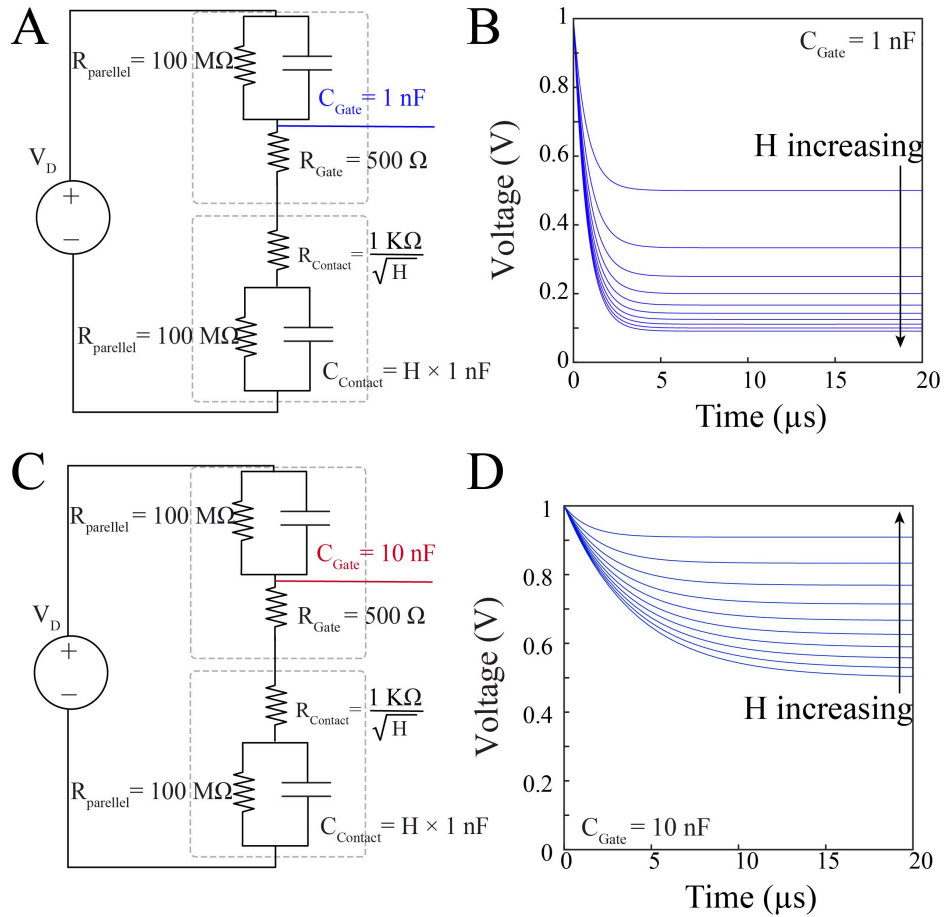 A
R_parellel = 100 MΩ
C_Gate = 1 nF
R_Gate = 500 Ω
V_D
+
−
R_Contact = 1 KΩ / √H
R_parellel = 100 MΩ
C_Contact = H × 1 nF
B
C_Gate = 1 nF
H increasing
Voltage (V)
1
0.8
0.6
0.4
0.2
0
0 5 10 15 20
Time (µs)
C
R_parellel = 100 MΩ
C_Gate = 10 nF
R_Gate = 500 Ω
V_D
+
−
R_Contact = 1 KΩ / √H
R_parellel = 100 MΩ
C_Contact = H × 1 nF
D
Voltage (V)
1
0.8
0.6
0.4
0.2
0
H increasing
C_Gate = 10 nF
0 5 10 15 20
Time (µs)